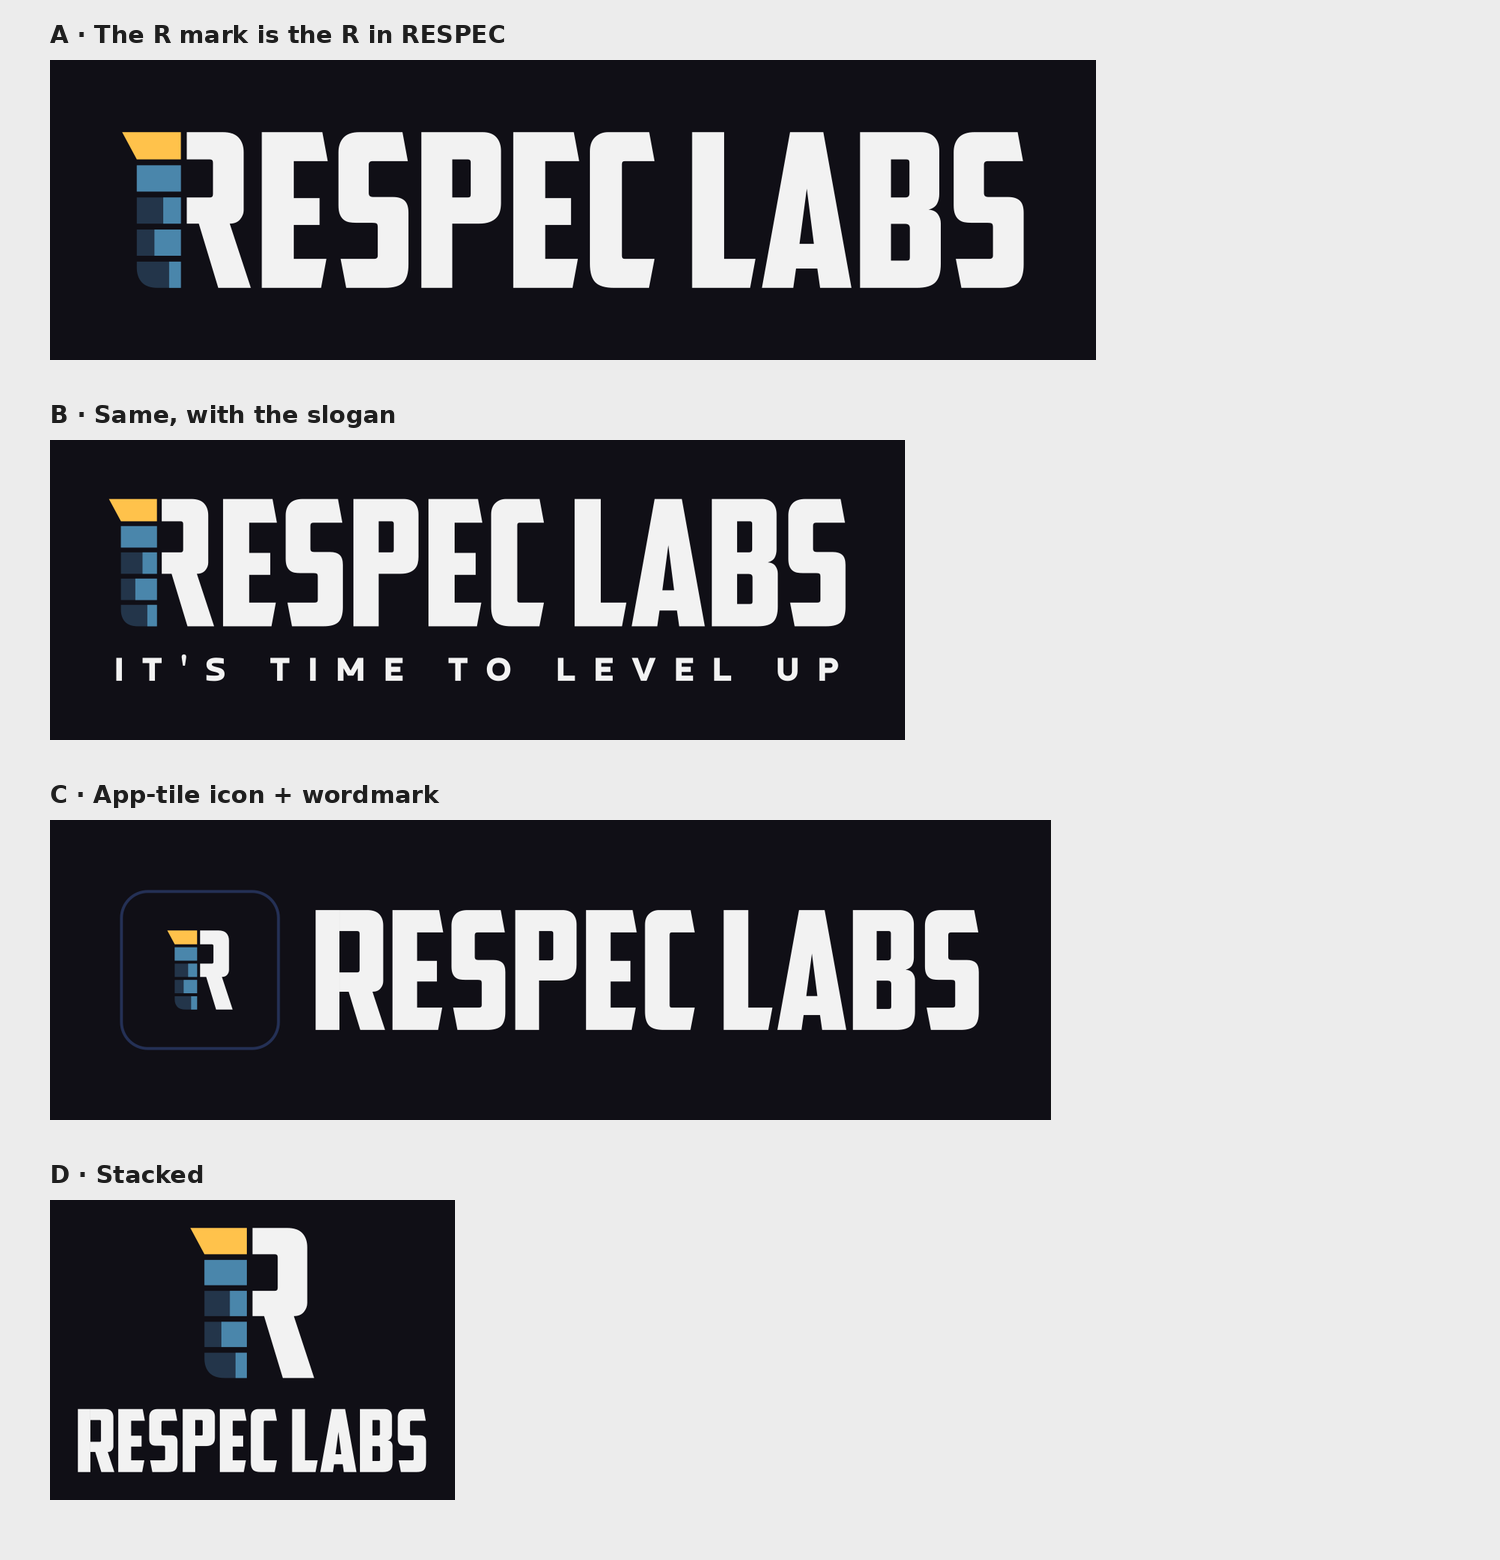 A · The R mark is the R in RESPEC
RESPEC LABS
B · Same, with the slogan
RESPEC LABS
IT'S TIME TO LEVEL UP
C · App-tile icon + wordmark
R RESPEC LABS
D · Stacked
R
RESPEC LABS